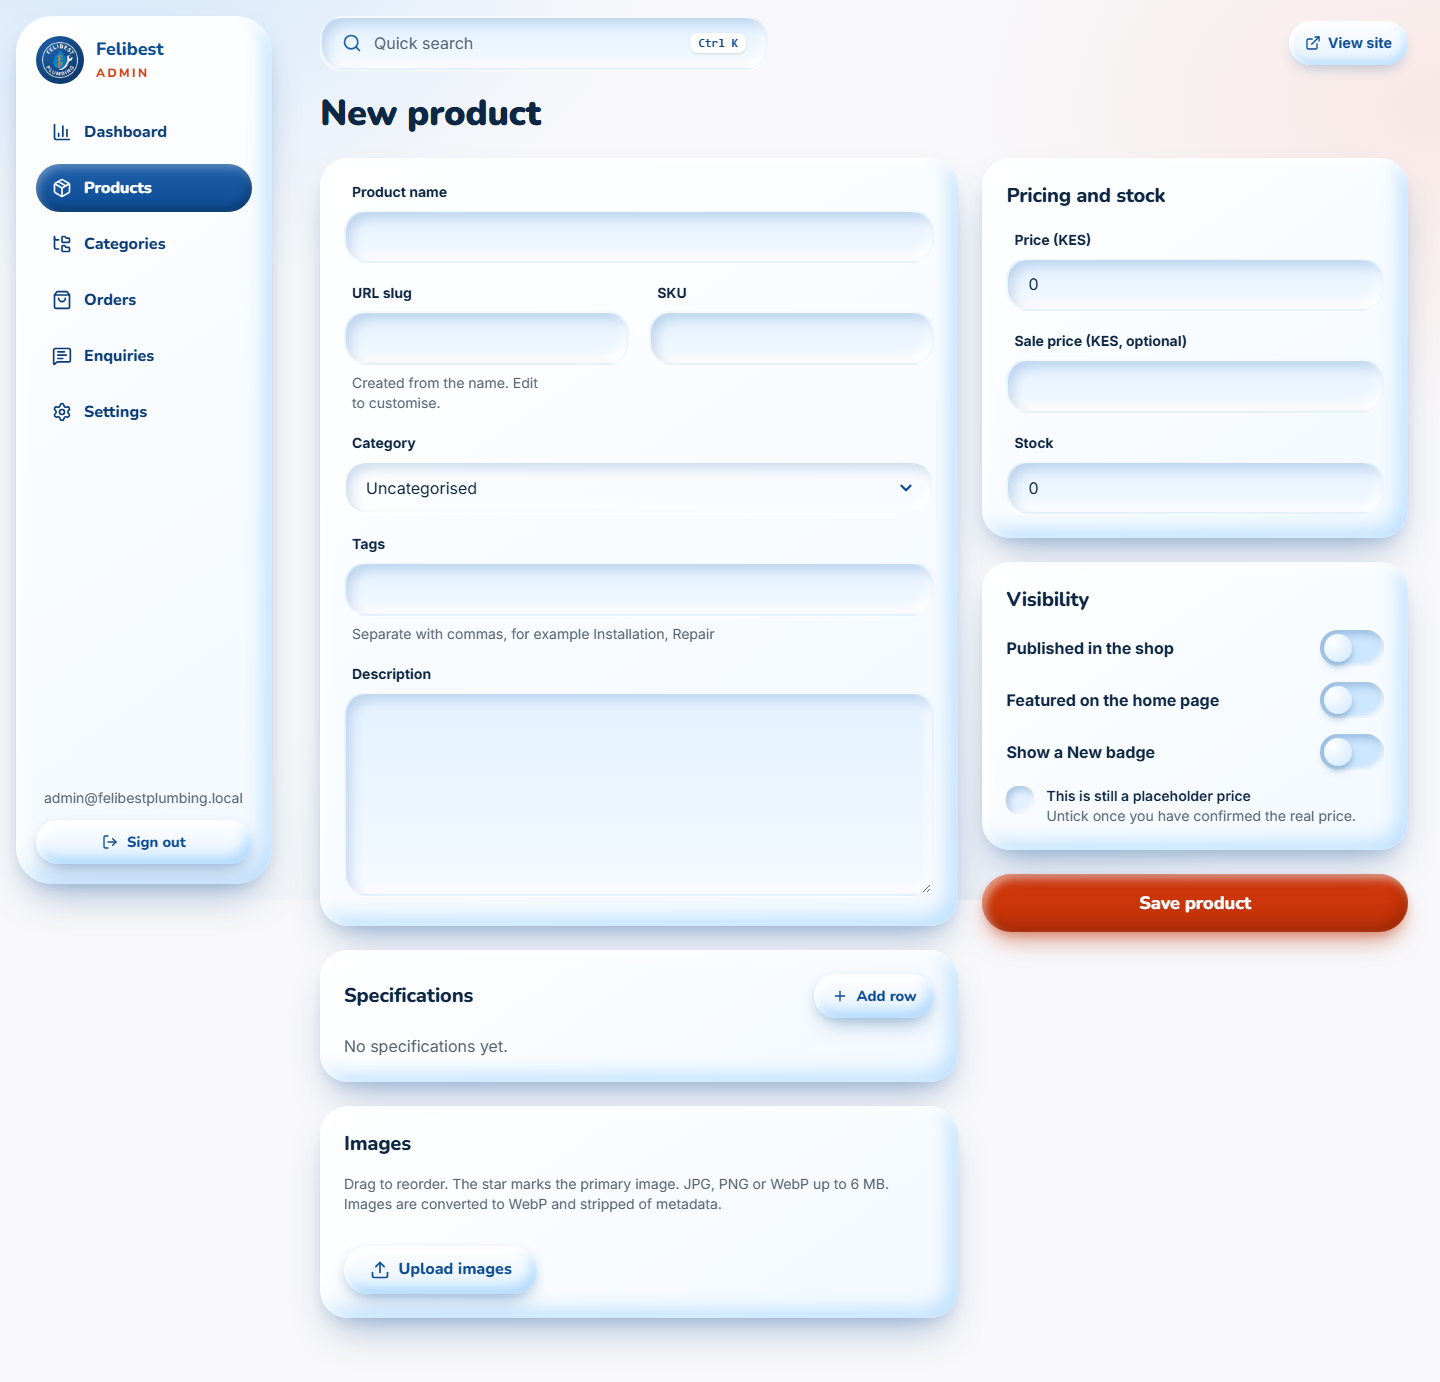 FELIBEST
PLUMBING
Felibest
ADMIN
Dashboard
Products
Categories
Orders
Enquiries
Settings
admin@felibestplumbing.local
Sign out
Quick search
Ctrl K
View site
New product
Product name
URL slug
SKU
Created from the name. Edit
to customise.
Category
Uncategorised
Tags
Separate with commas, for example Installation, Repair
Description
Specifications
Add row
No specifications yet.
Images
Drag to reorder. The star marks the primary image. JPG, PNG or WebP up to 6 MB.
Images are converted to WebP and stripped of metadata.
Upload images
Pricing and stock
Price (KES)
0
Sale price (KES, optional)
Stock
0
Visibility
Published in the shop
Featured on the home page
Show a New badge
This is still a placeholder price
Untick once you have confirmed the real price.
Save product